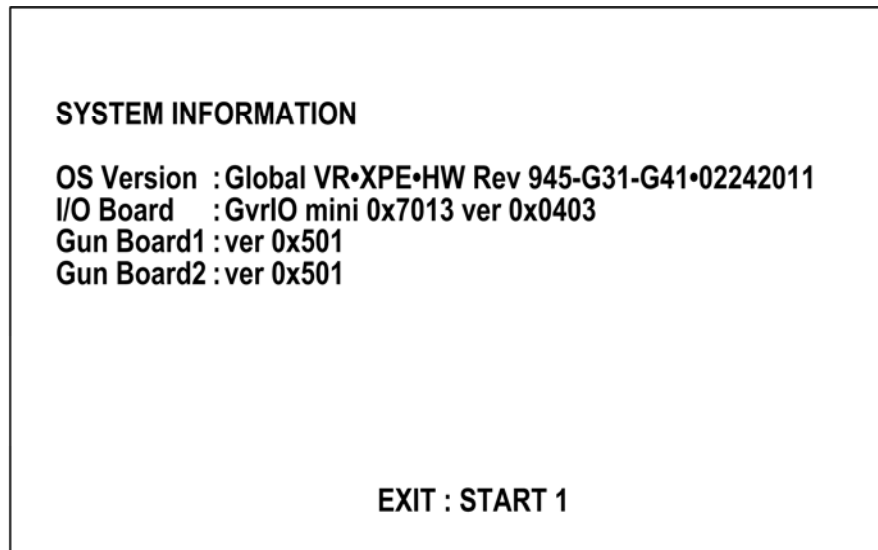 SYSTEM INFORMATION
OS Version : Global VR•XPE•HW Rev 945-G31-G41•02242011
I/O Board : GvrIO mini 0x7013 ver 0x0403
Gun Board1 : ver 0x501
Gun Board2 : ver 0x501
EXIT : START 1